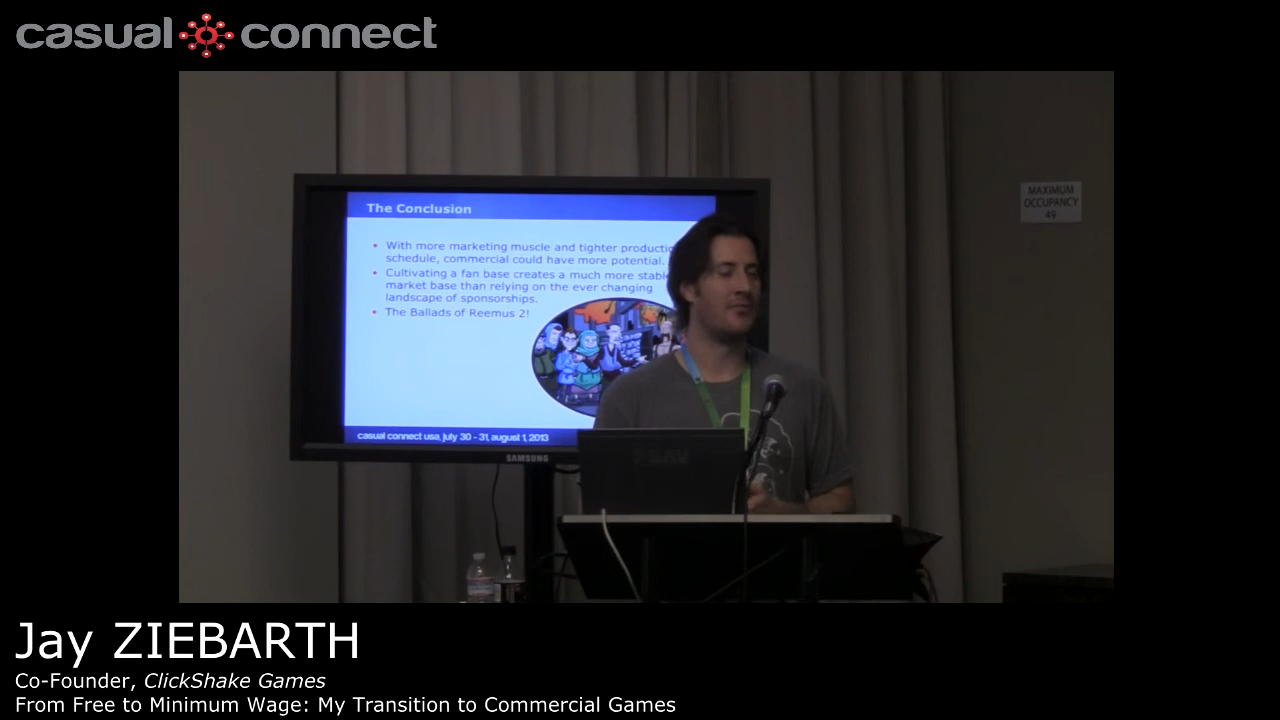 casual connect
MAXIMUM
OCCUPANCY
49
The Conclusion
• With more marketing muscle and tighter
schedule, commercial could have more potential.
• Cultivating a fan base creates a much more
market base than relying on the ever changing
landscape of sponsorships.
• The Ballads of Reemus 2!
casual connect usa, july 30 - 31, august 1, 2013
SAMSUNG
Jay ZIEBARTH
Co-Founder, ClickShake Games
From Free to Minimum Wage: My Transition to Commercial Games